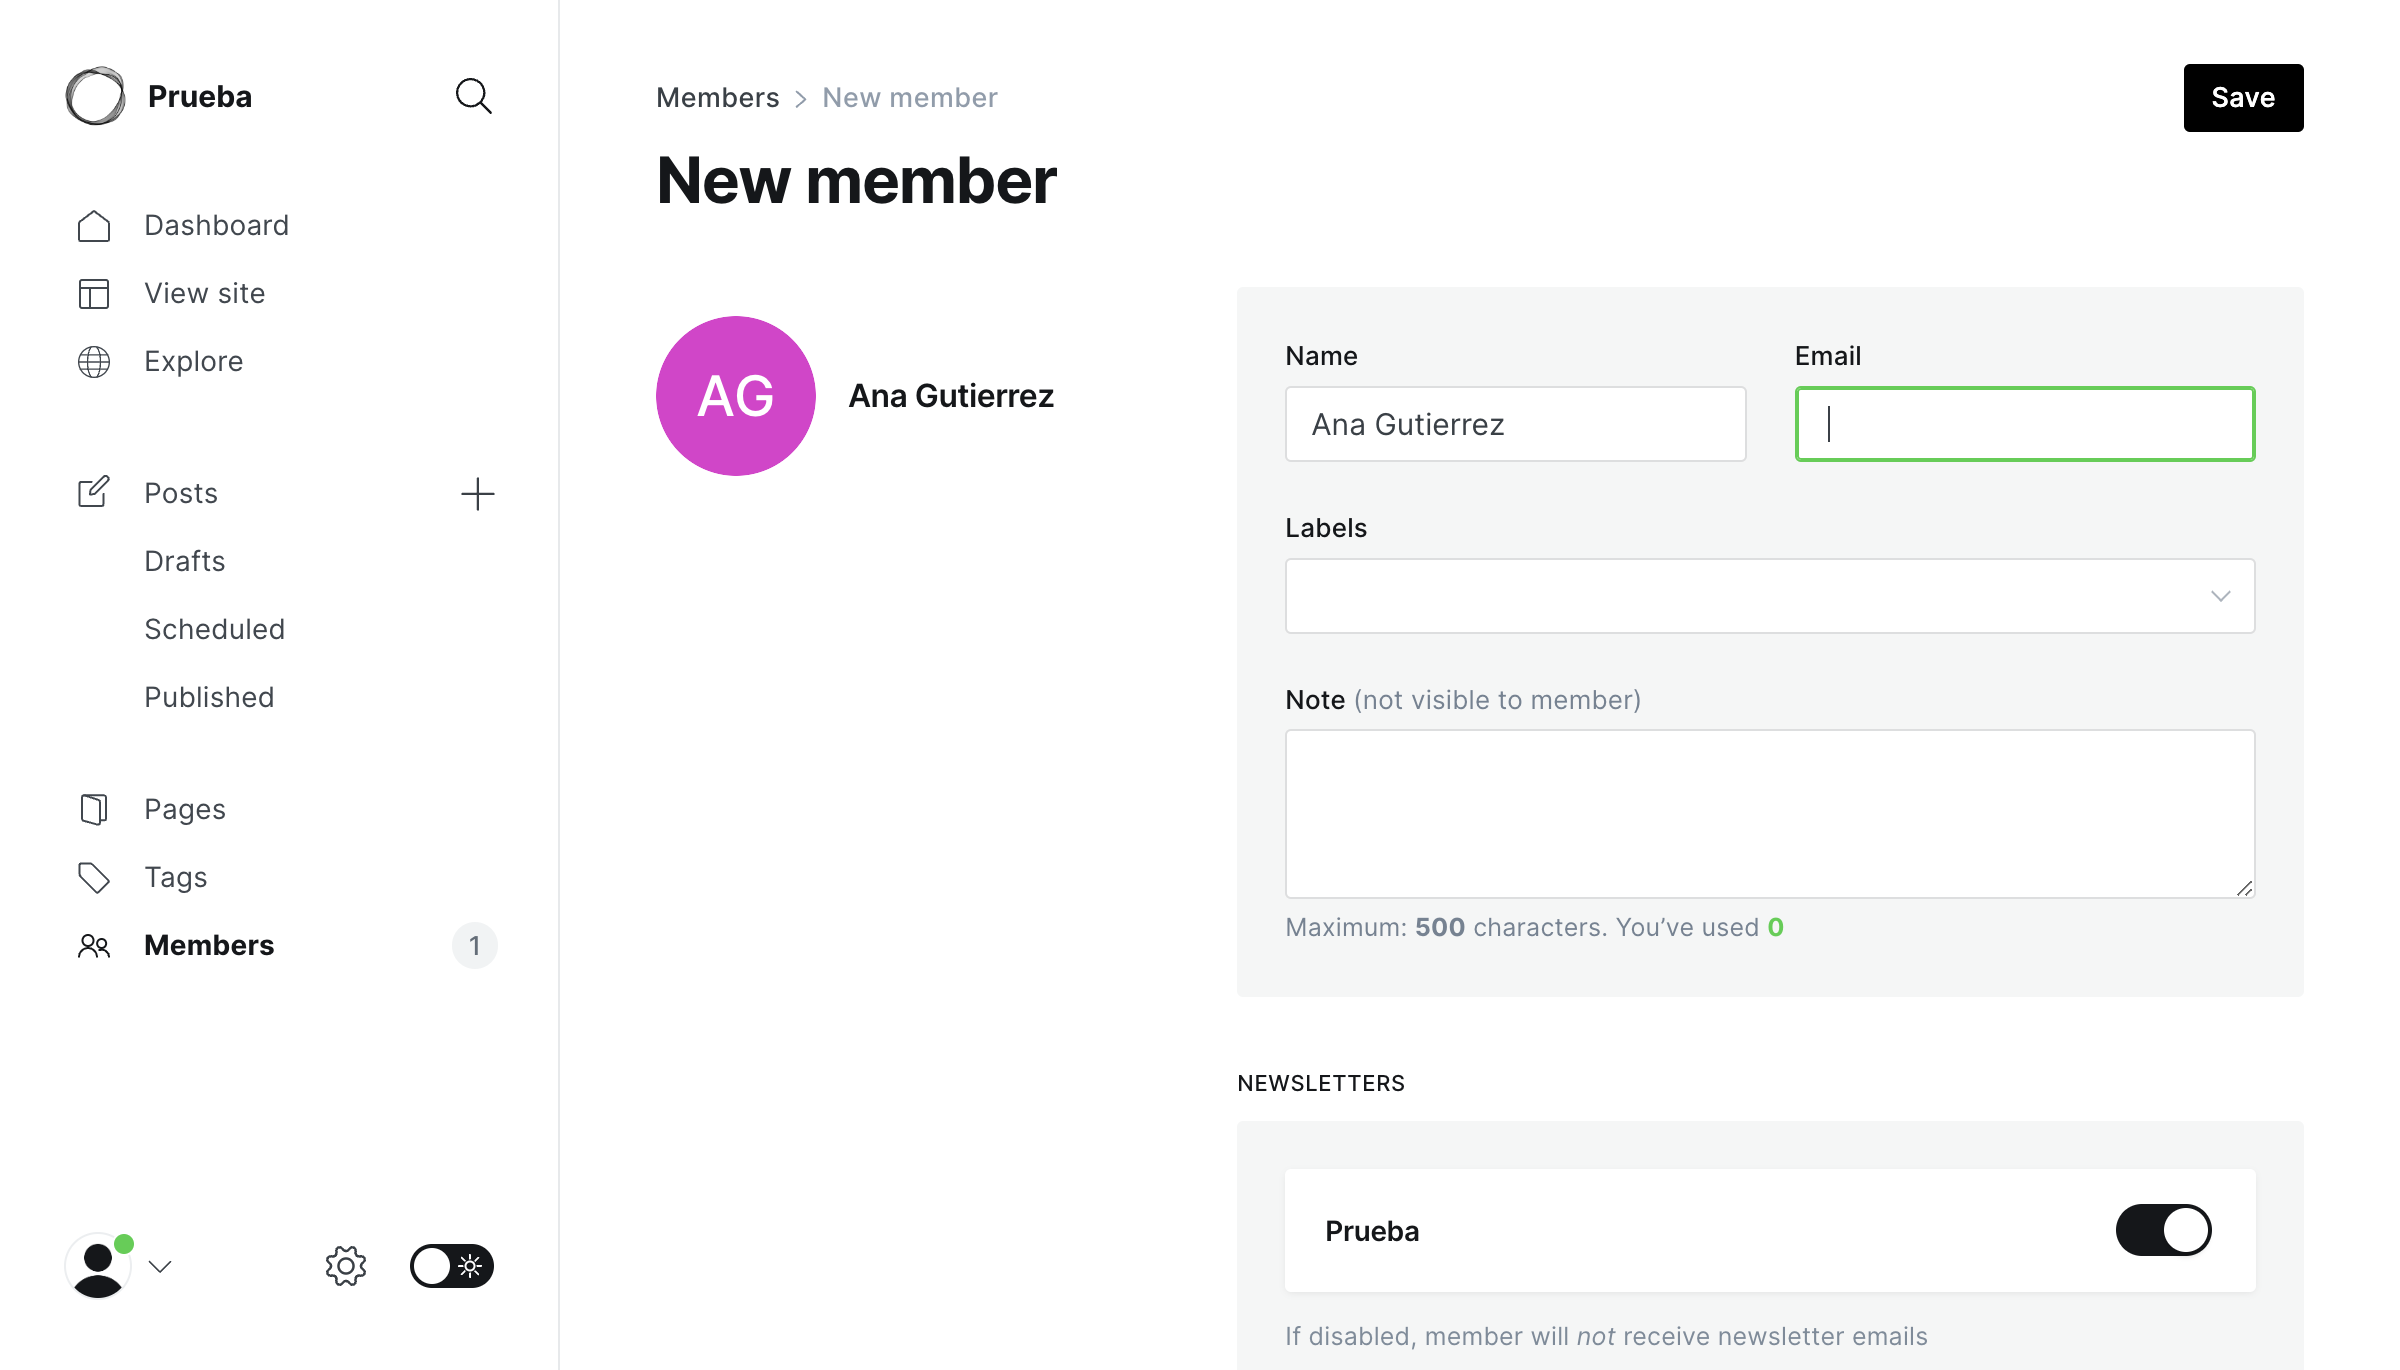 Prueba
Dashboard
View site
Explore
Posts
Drafts
Scheduled
Published
Pages
Tags
Members 1
Members > New member
Save
New member
AG Ana Gutierrez
Name Email
Ana Gutierrez
Labels
Note (not visible to member)
Maximum: 500 characters. You’ve used 0
NEWSLETTERS
Prueba
If disabled, member will not receive newsletter emails